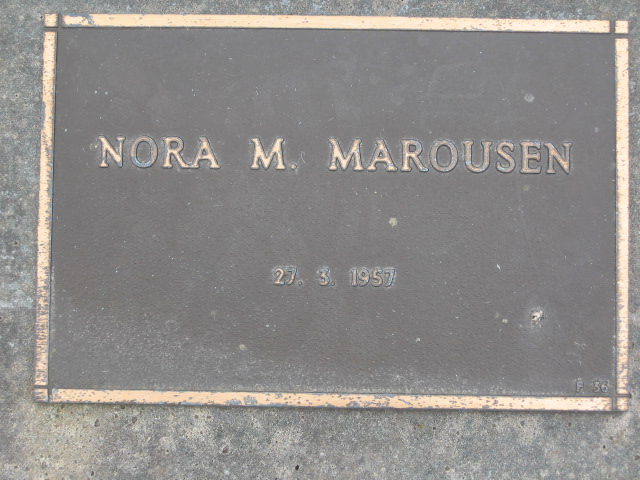 NORA M. MAROUSEN
27. 3. 1957
F 36